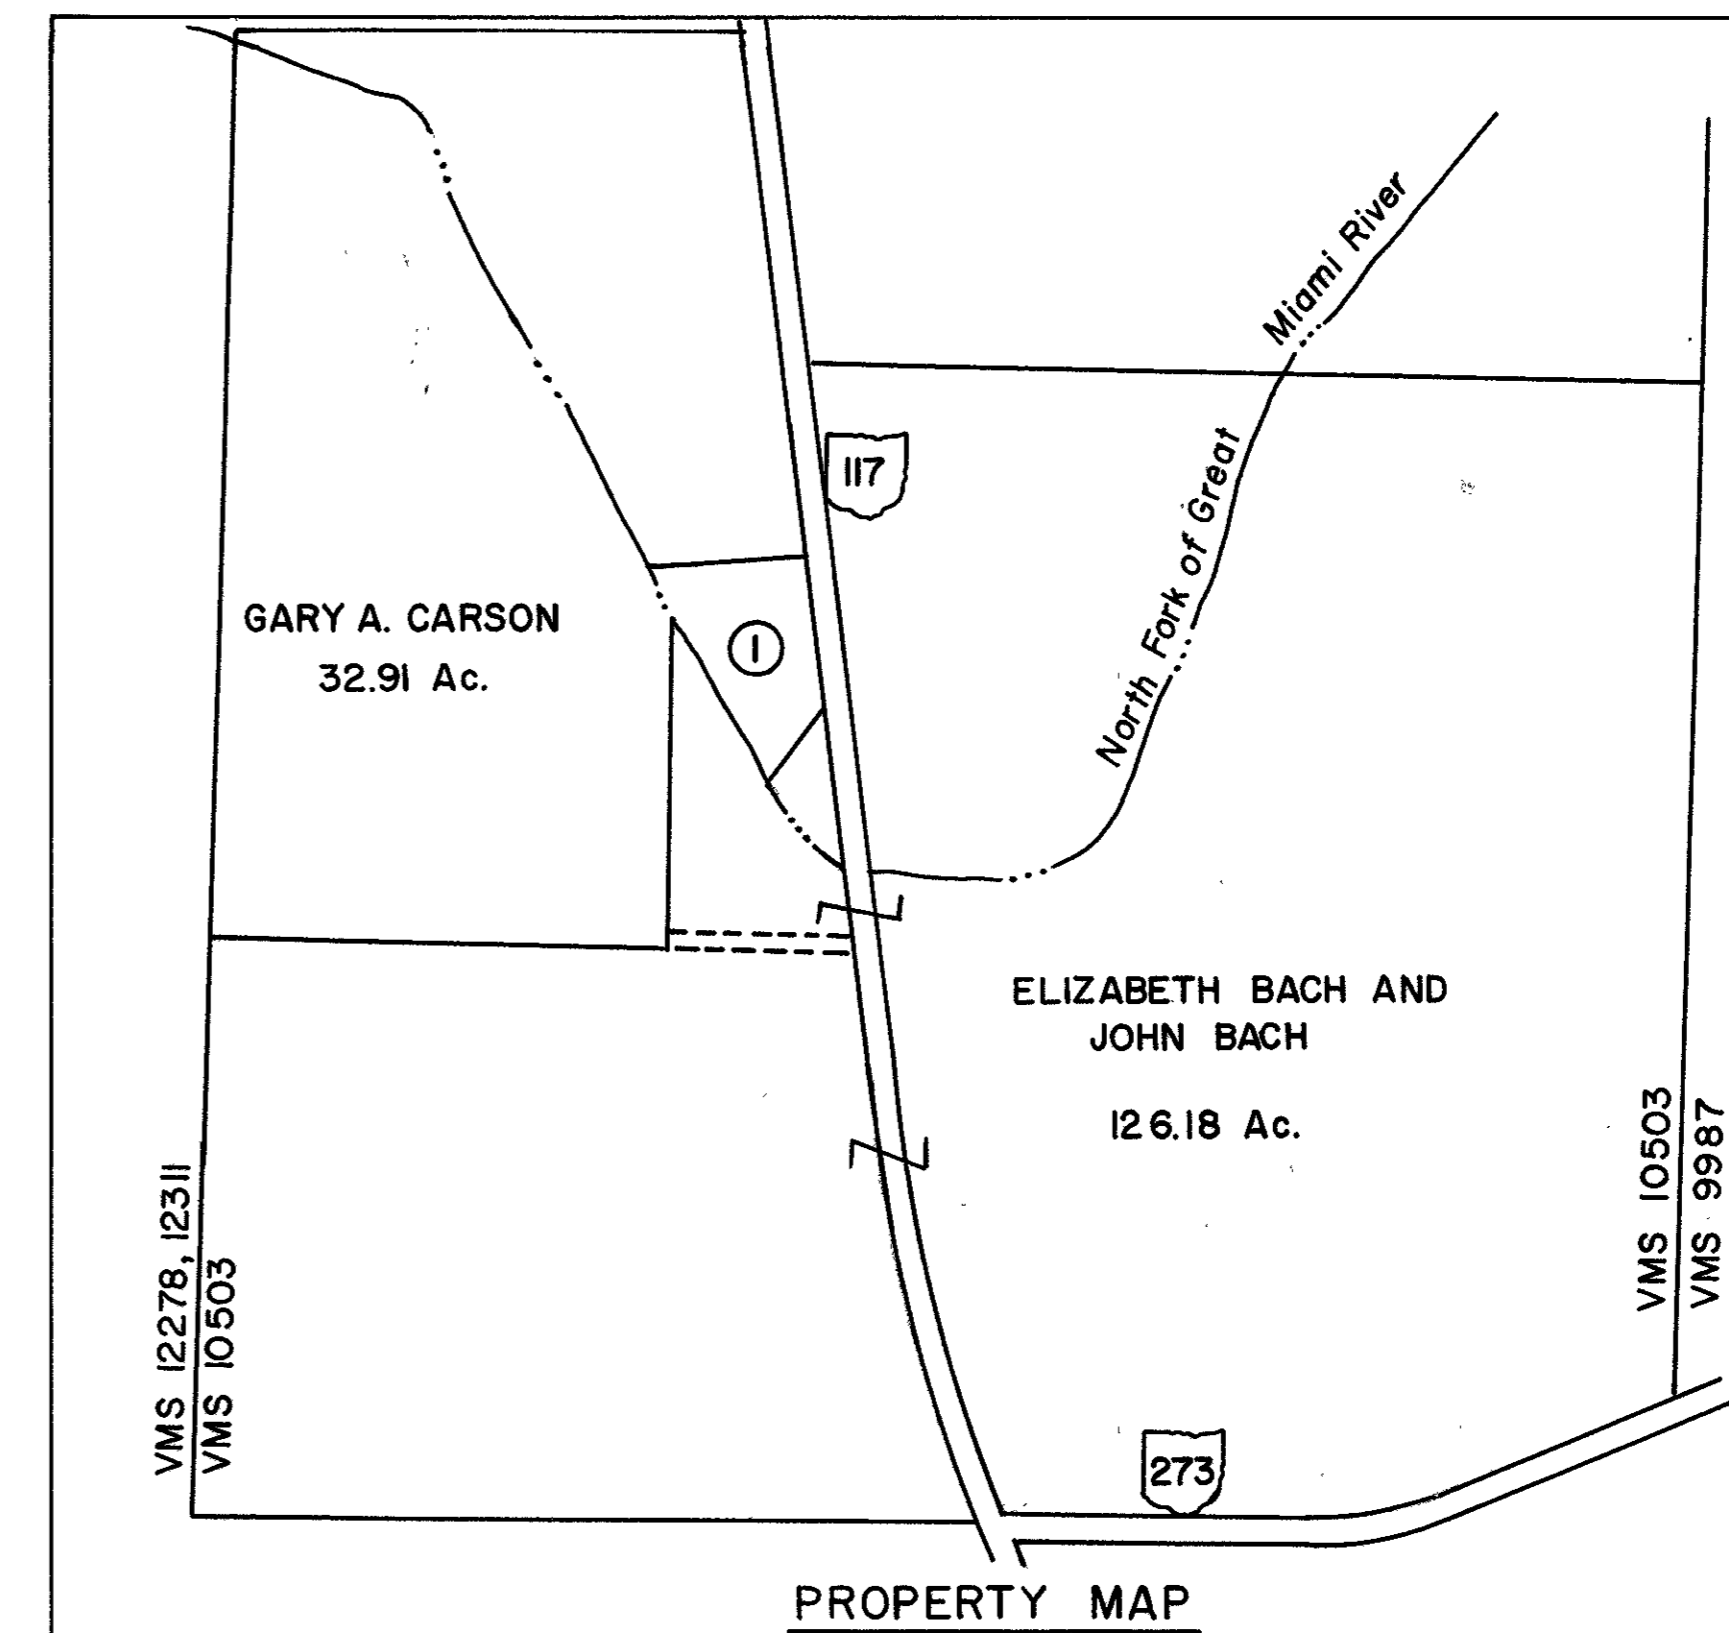 Miami River
117
North Fork of Great
GARY A. CARSON
32.91 Ac.
1
ELIZABETH BACH AND
JOHN BACH
126.18 Ac.
VMS 12278, 12311
VMS 10503
VMS 10503
VMS 9987
273
PROPERTY MAP